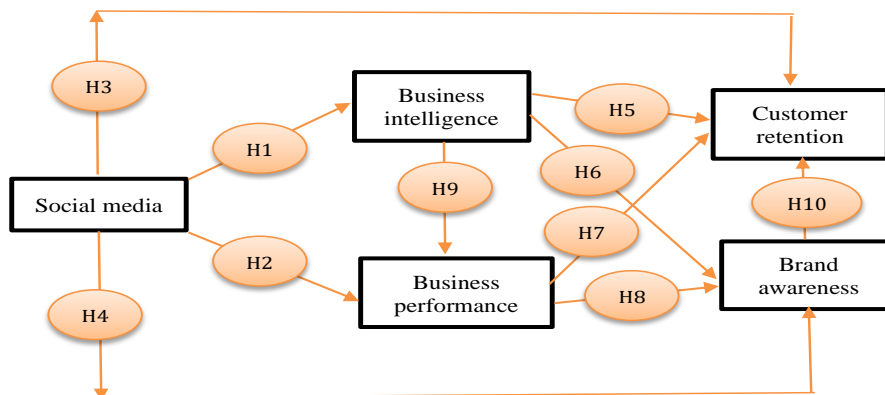 H3
Business
intelligence
H5
Customer
retention
H1
H6
H9
H10
Social media
H7
H2
Business
performance
H8
Brand
awareness
H4